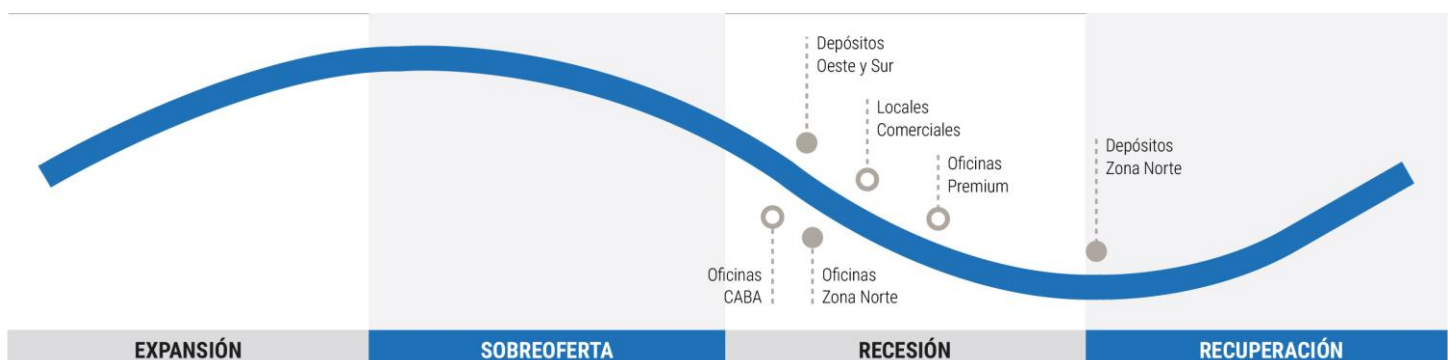 Depósitos
Oeste y Sur
Locales
Comerciales
Oficinas
Premium
Depósitos
Zona Norte
Oficinas
CABA
Oficinas
Zona Norte
EXPANSIÓN
SOBREOFERTA
RECESIÓN
RECUPERACIÓN